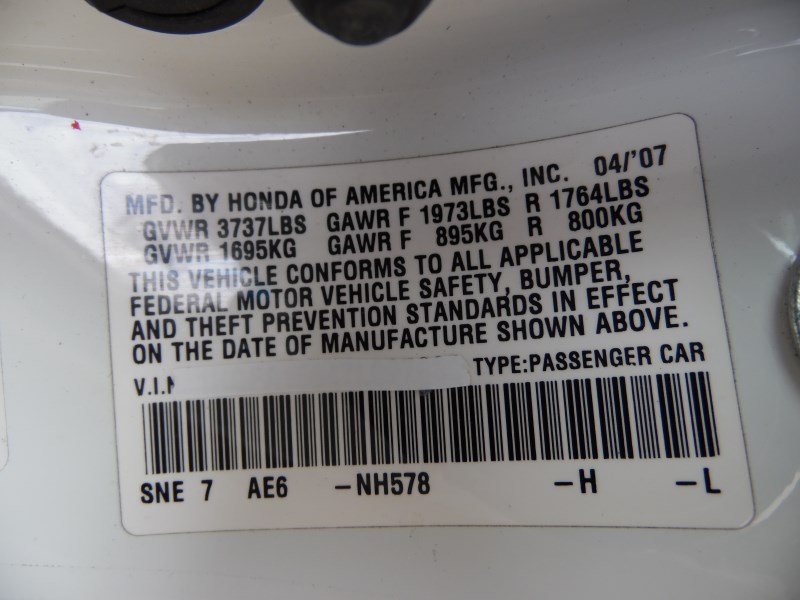 MFD. BY HONDA OF AMERICA MFG., INC. 04/'07
GVWR 3737LBS GAWR F 1973LBS R 1764LBS
GVWR 1695KG GAWR F 895KG R 800KG
THIS VEHICLE CONFORMS TO ALL APPLICABLE
FEDERAL MOTOR VEHICLE SAFETY, BUMPER,
AND THEFT PREVENTION STANDARDS IN EFFECT
ON THE DATE OF MANUFACTURE SHOWN ABOVE.
TYPE:PASSENGER CAR
SNE 7 AE6 -NH578 -H -L